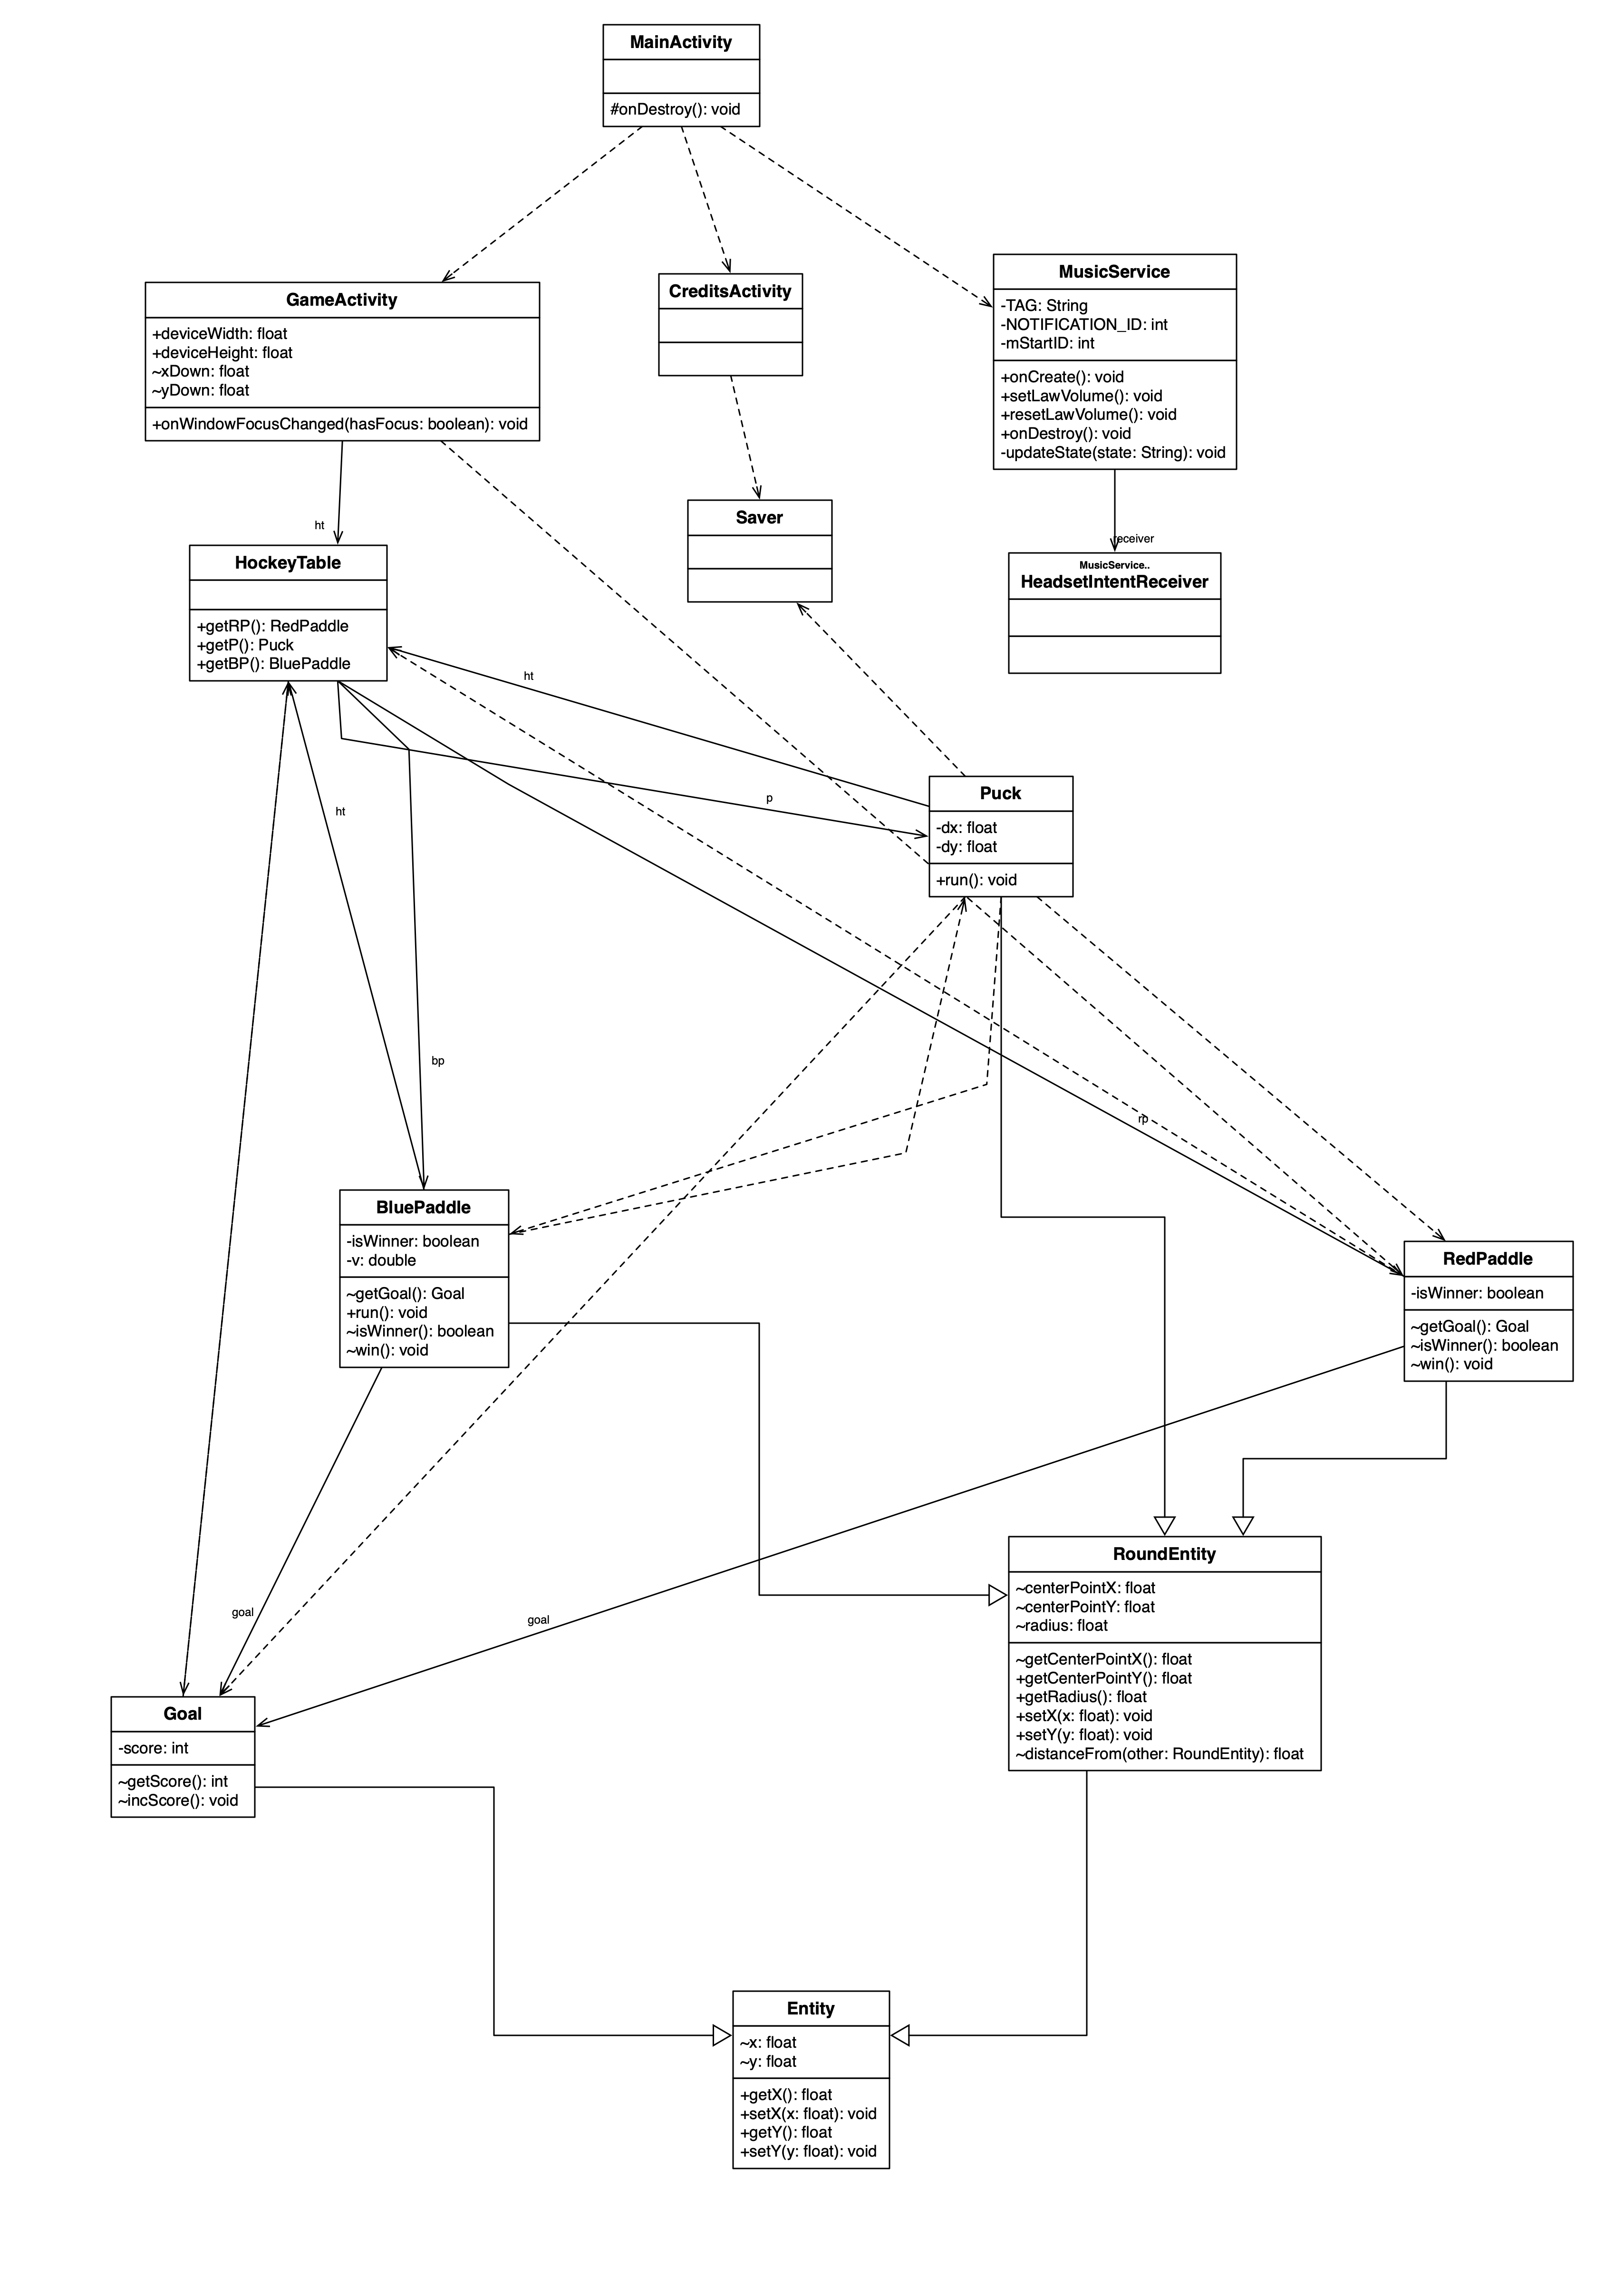 MainActivity
#onDestroy(): void
GameActivity
+deviceWidth: float
+deviceHeight: float
~xDown: float
~yDown: float
+onWindowFocusChanged(hasFocus: boolean): void
CreditsActivity
MusicService
-TAG: String
-NOTIFICATION_ID: int
-mStartID: int
+onCreate(): void
+setLawVolume(): void
+resetLawVolume(): void
+onDestroy(): void
-updateState(state: String): void
ht
receiver
HockeyTable
+getRP(): RedPaddle
+getP(): Puck
+getBP(): BluePaddle
Saver
MusicService..
HeadsetIntentReceiver
ht
p
ht
Puck
-dx: float
-dy: float
+run(): void
bp
rp
BluePaddle
-isWinner: boolean
-v: double
~getGoal(): Goal
+run(): void
~isWinner(): boolean
~win(): void
RedPaddle
-isWinner: boolean
~getGoal(): Goal
~isWinner(): boolean
~win(): void
goal
goal
RoundEntity
~centerPointX: float
~centerPointY: float
~radius: float
~getCenterPointX(): float
+getCenterPointY(): float
+getRadius(): float
+setX(x: float): void
+setY(y: float): void
~distanceFrom(other: RoundEntity): float
Goal
-score: int
~getScore(): int
~incScore(): void
Entity
~x: float
~y: float
+getX(): float
+setX(x: float): void
+getY(): float
+setY(y: float): void